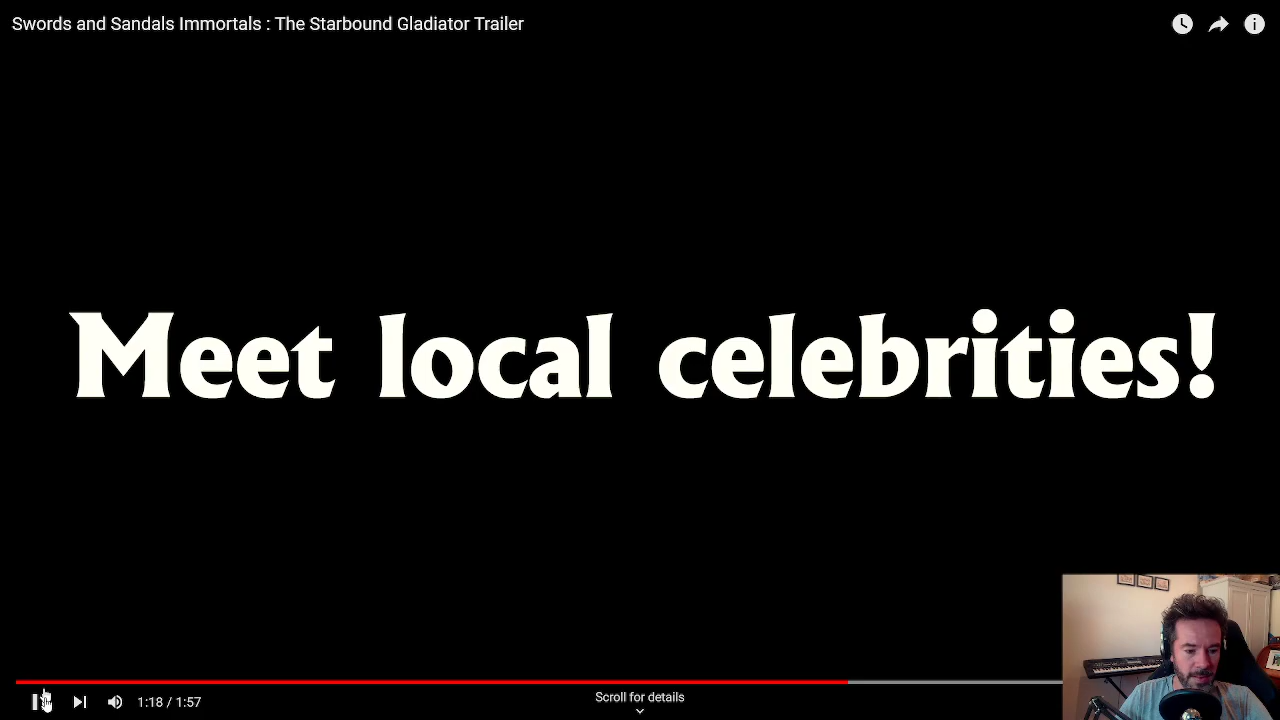 Swords and Sandals Immortals : The Starbound Gladiator Trailer
Meet local celebrities!
1:18 / 1:57
Scroll for details